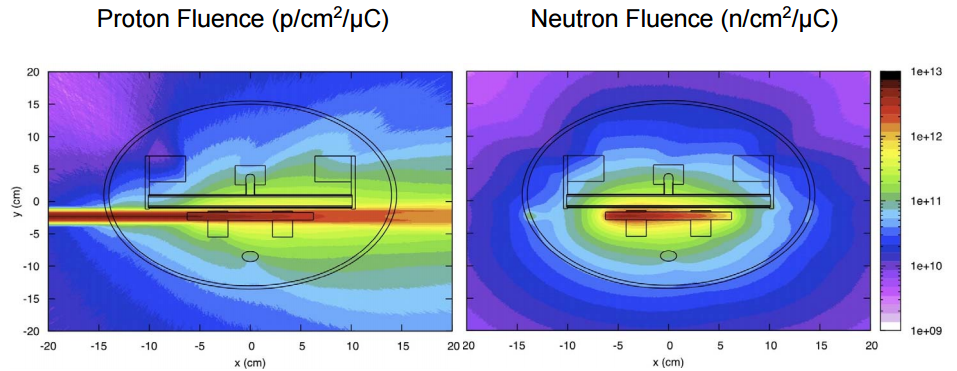 Proton Fluence (p/cm²/μC)
Neutron Fluence (n/cm²/μC)
20
15
10
5
0
-5
-10
-15
-20
y (cm)
-20 -15 -10 -5 0 5 10 15 20
x (cm)
20 -15 -10 -5 0 5 10 15 20
x (cm)
1e+13
1e+12
1e+11
1e+10
1e+09